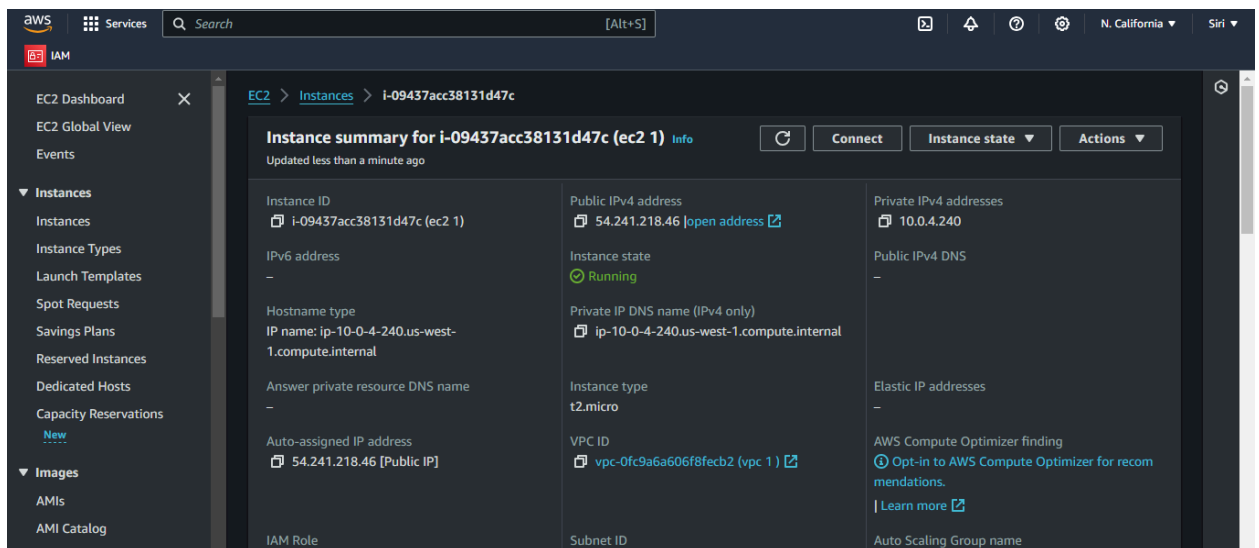 aws Services Search [Alt+S] N. California ▼ Siri ▼
IAM
EC2 Dashboard
EC2 Global View
Events
Instances
Instances
Instance Types
Launch Templates
Spot Requests
Savings Plans
Reserved Instances
Dedicated Hosts
Capacity Reservations
New
Images
AMIs
AMI Catalog
EC2 > Instances > i-09437acc38131d47c
Instance summary for i-09437acc38131d47c (ec2 1) Info
Connect Instance state ▼ Actions ▼
Updated less than a minute ago
Instance ID
i-09437acc38131d47c (ec2 1)
Public IPv4 address
54.241.218.46 |open address
Private IPv4 addresses
10.0.4.240
IPv6 address
–
Instance state
Running
Public IPv4 DNS
–
Hostname type
IP name: ip-10-0-4-240.us-west-
1.compute.internal
Private IP DNS name (IPv4 only)
ip-10-0-4-240.us-west-1.compute.internal
Answer private resource DNS name
–
Instance type
t2.micro
Elastic IP addresses
–
Auto-assigned IP address
54.241.218.46 [Public IP]
VPC ID
vpc-0fc9a6a606f8fecb2 (vpc 1 )
AWS Compute Optimizer finding
Opt-in to AWS Compute Optimizer for recom
mendations.
| Learn more
IAM Role
Subnet ID
Auto Scaling Group name